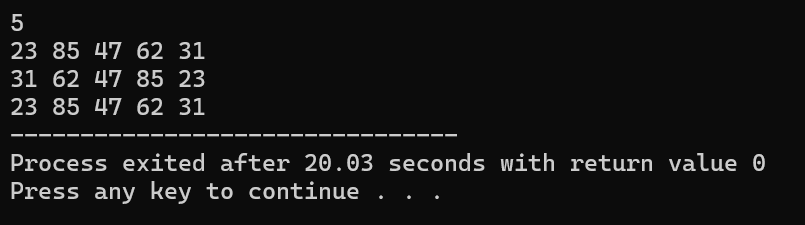 5
23 85 47 62 31
31 62 47 85 23
23 85 47 62 31
--------------------------------
Process exited after 20.03 seconds with return value 0
Press any key to continue . . .